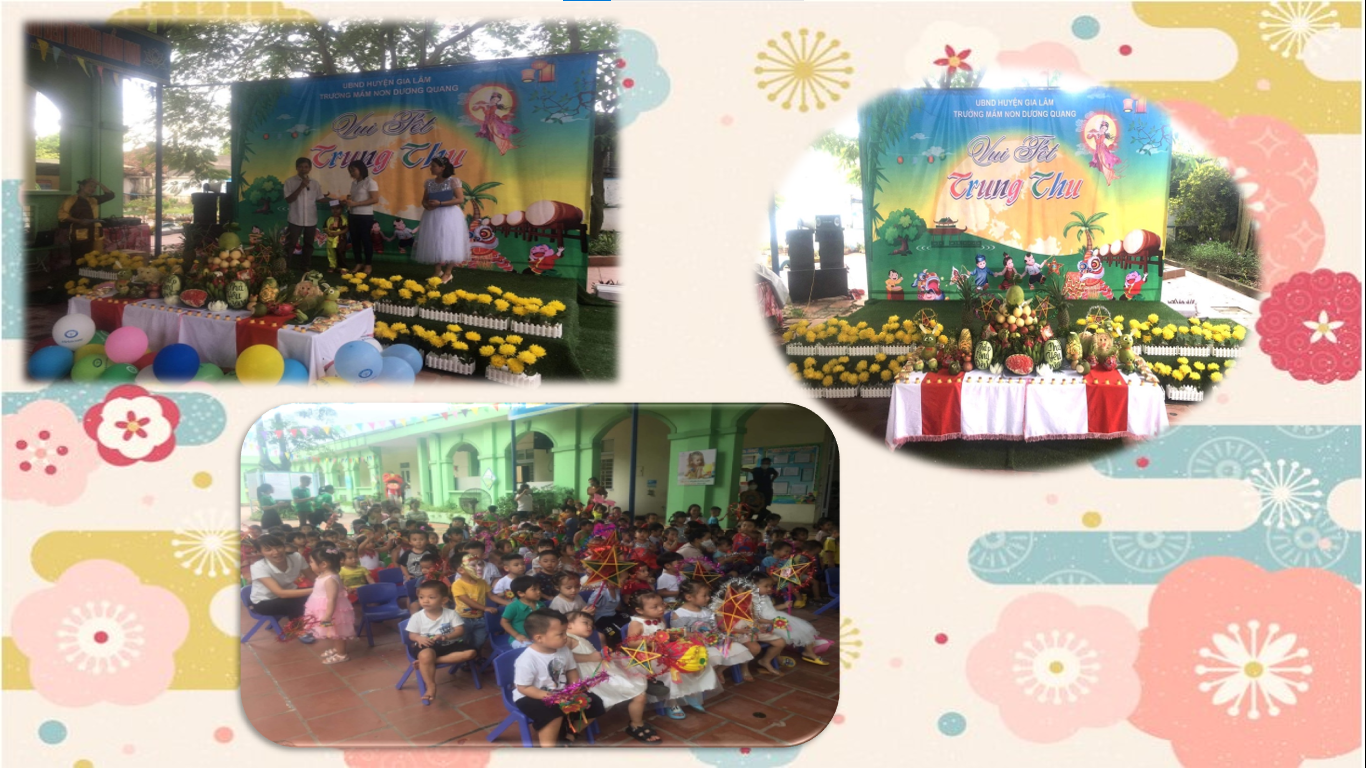 UBND HUYỆN GIA LÂM
TRƯỜNG MẦM NON DƯƠNG QUANG
Vui Tết
Trung Thu
UBND HUYỆN GIA LÂM
TRƯỜNG MẦM NON DƯƠNG QUANG
Vui Tết
Trung Thu